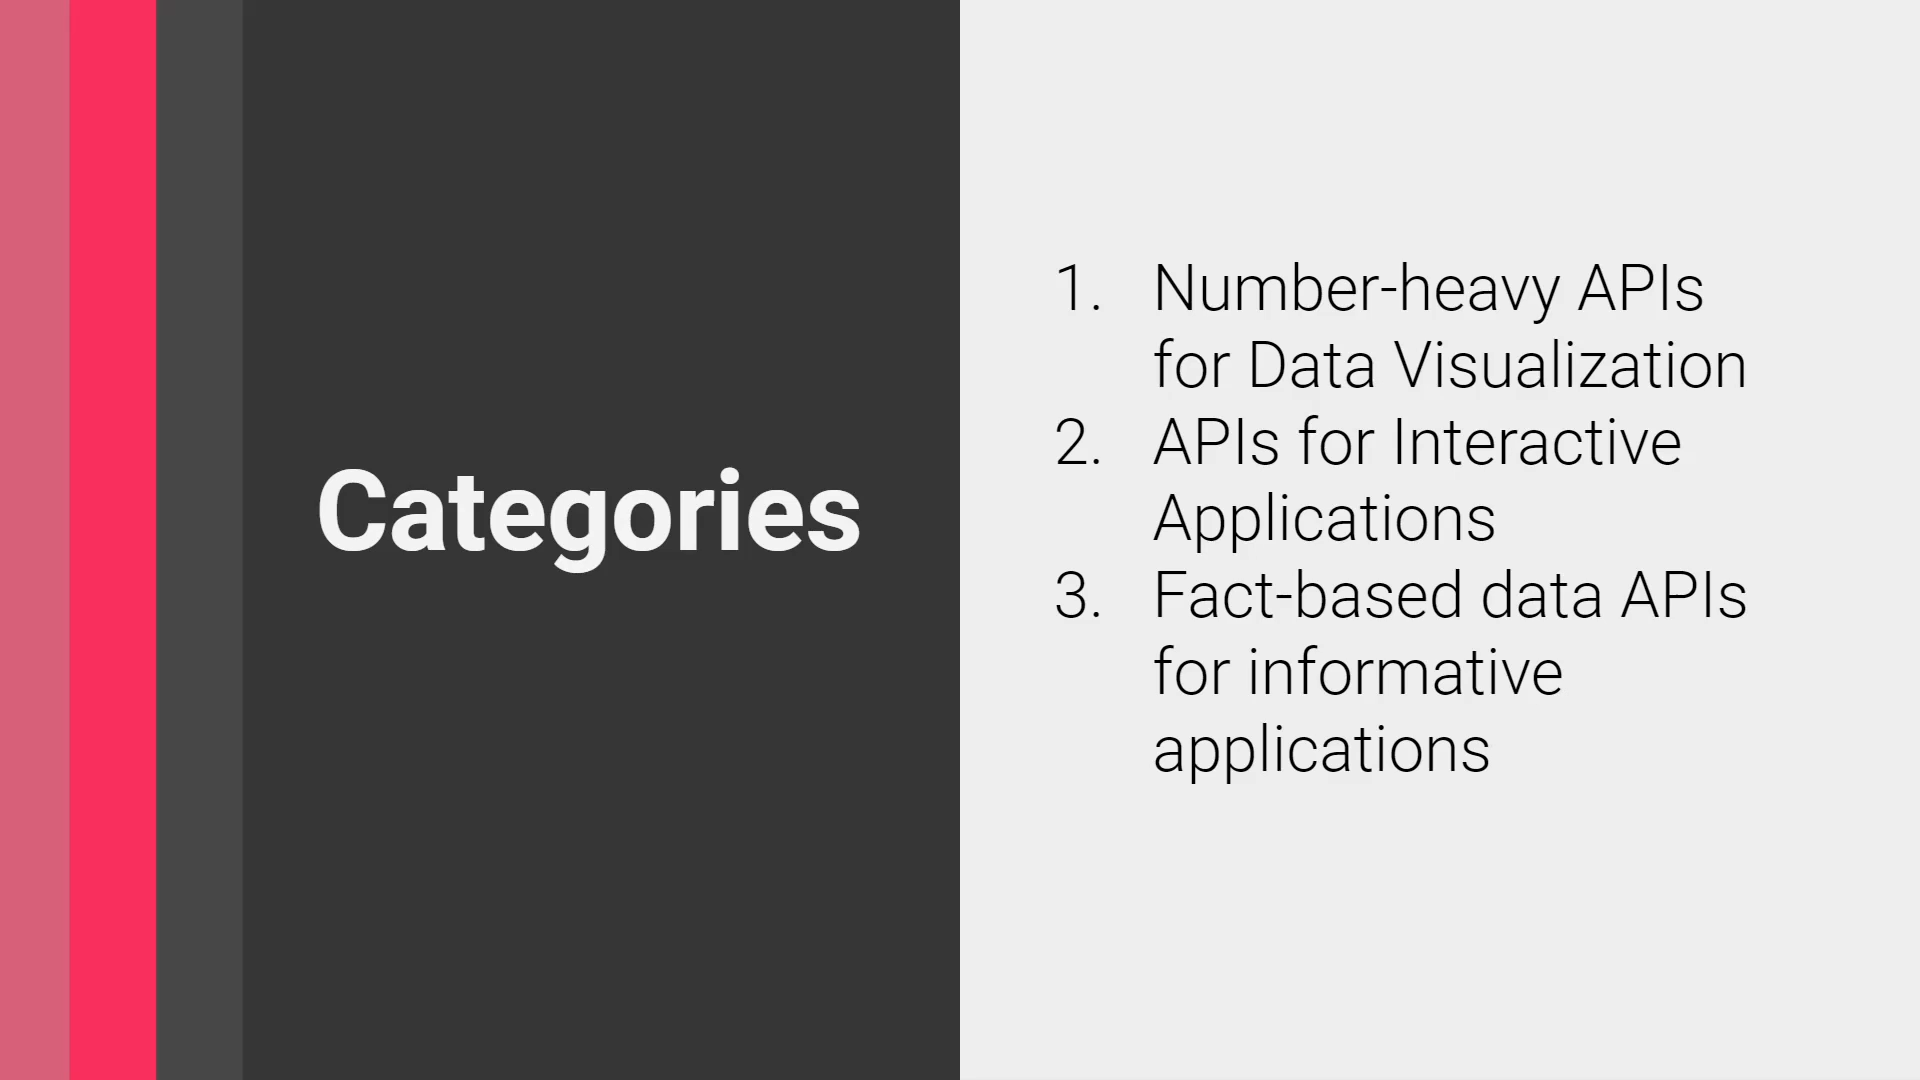 Categories
1. Number-heavy APIs
for Data Visualization
2. APIs for Interactive
Applications
3. Fact-based data APIs
for informative
applications